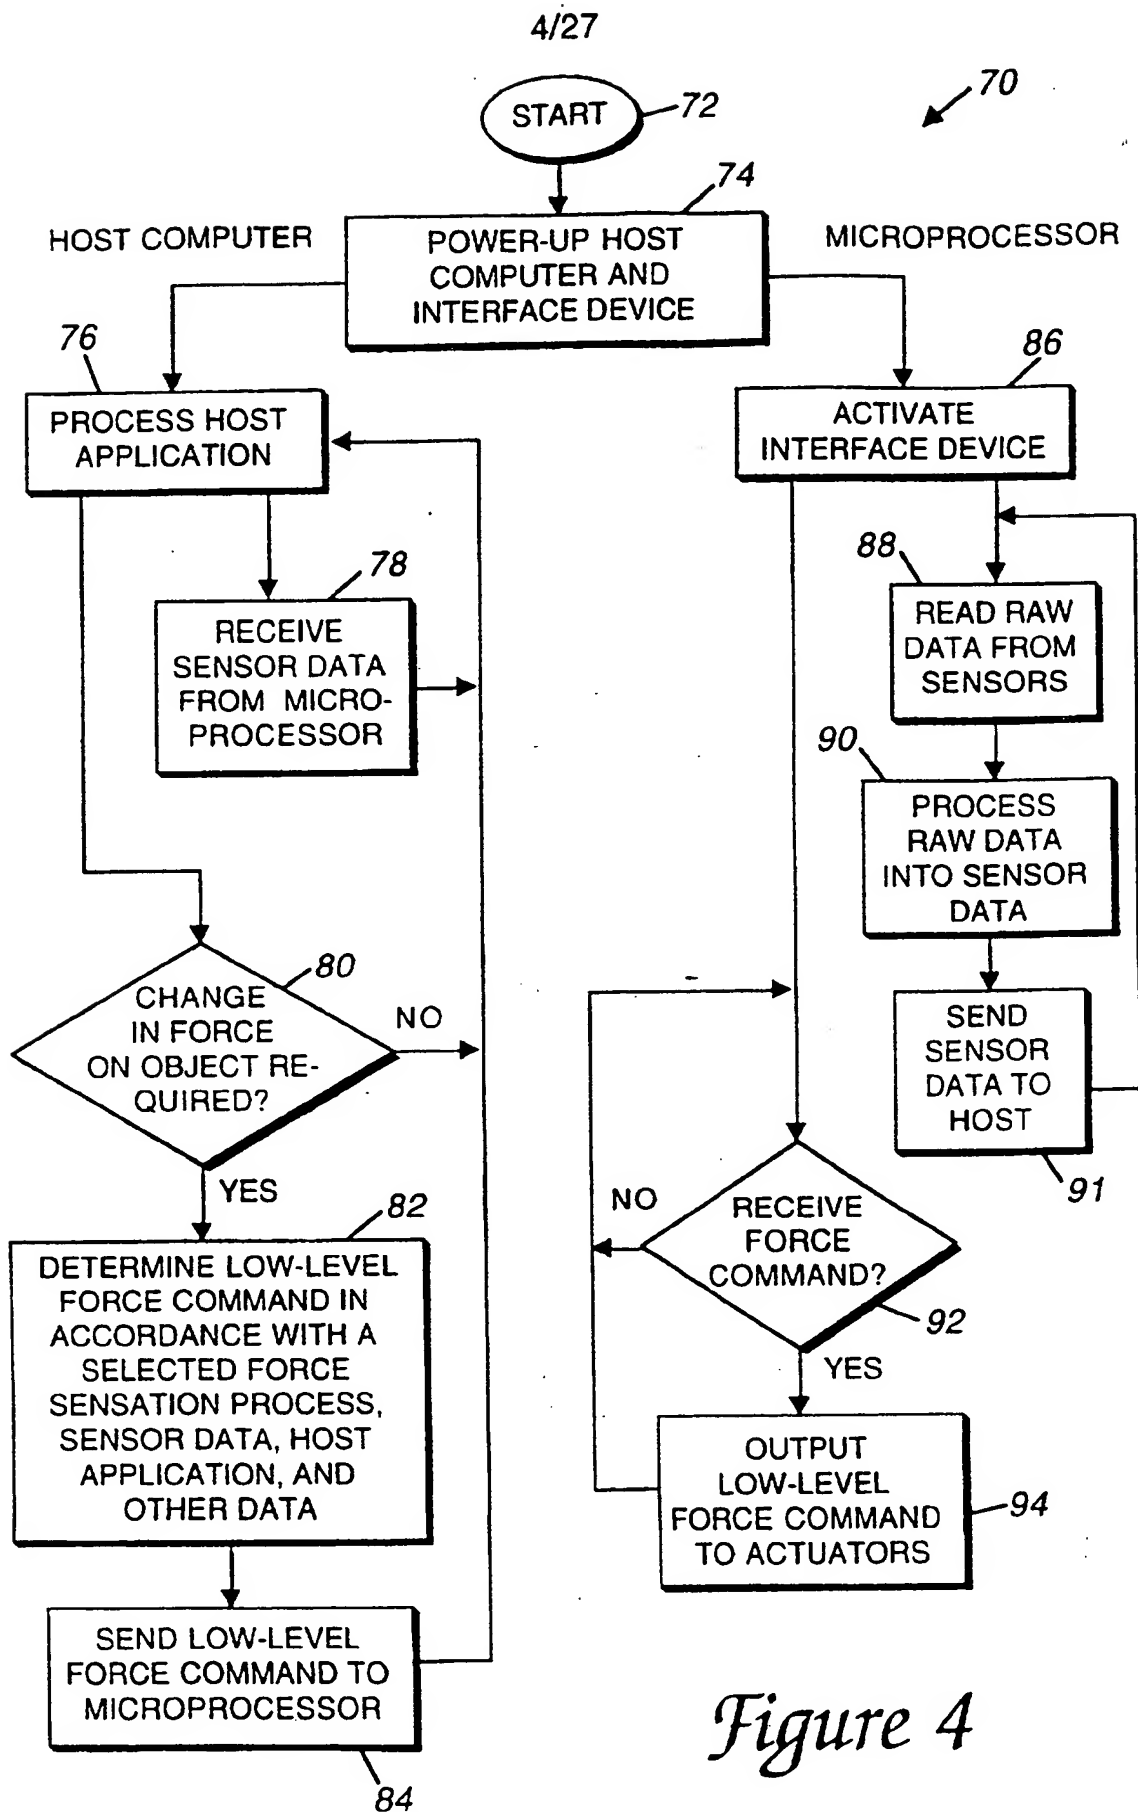 4/27
70
START
72
74
HOST COMPUTER
POWER-UP HOST
COMPUTER AND
INTERFACE DEVICE
MICROPROCESSOR
76
PROCESS HOST
APPLICATION
78
RECEIVE
SENSOR DATA
FROM MICRO-
PROCESSOR
80
CHANGE
IN FORCE
ON OBJECT RE-
QUIRED?
NO
YES
82
DETERMINE LOW-LEVEL
FORCE COMMAND IN
ACCORDANCE WITH A
SELECTED FORCE
SENSATION PROCESS,
SENSOR DATA, HOST
APPLICATION, AND
OTHER DATA
SEND LOW-LEVEL
FORCE COMMAND TO
MICROPROCESSOR
84
86
ACTIVATE
INTERFACE DEVICE
88
READ RAW
DATA FROM
SENSORS
90
PROCESS
RAW DATA
INTO SENSOR
DATA
SEND
SENSOR
DATA TO
HOST
91
NO
RECEIVE
FORCE
COMMAND?
92
YES
OUTPUT
LOW-LEVEL
FORCE COMMAND
TO ACTUATORS
94
Figure 4